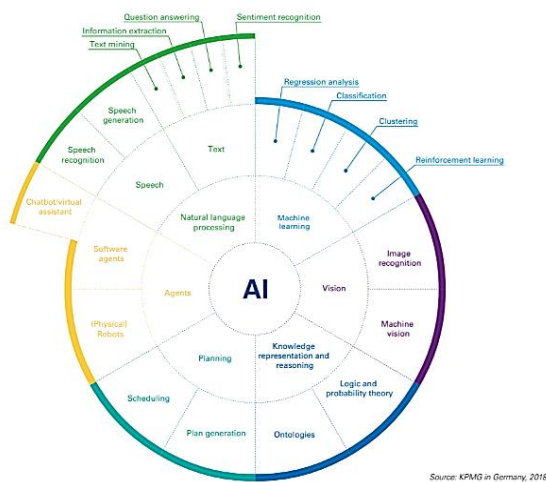 Question answering
Sentiment recognition
Information extraction
Text mining
Regression analysis
Classification
Clustering
Reinforcement learning
Speech
generation
Speech
recognition
Text
Speech
Chatbot/virtual
assistant
Natural language
processing
Machine
learning
Software
agents
Image
recognition
Agents
AI
Vision
(Physical)
Robots
Machine
vision
Planning
Knowledge
representation and
reasoning
Scheduling
Logic and
probability theory
Plan generation
Ontologies
Source: KPMG in Germany, 2018